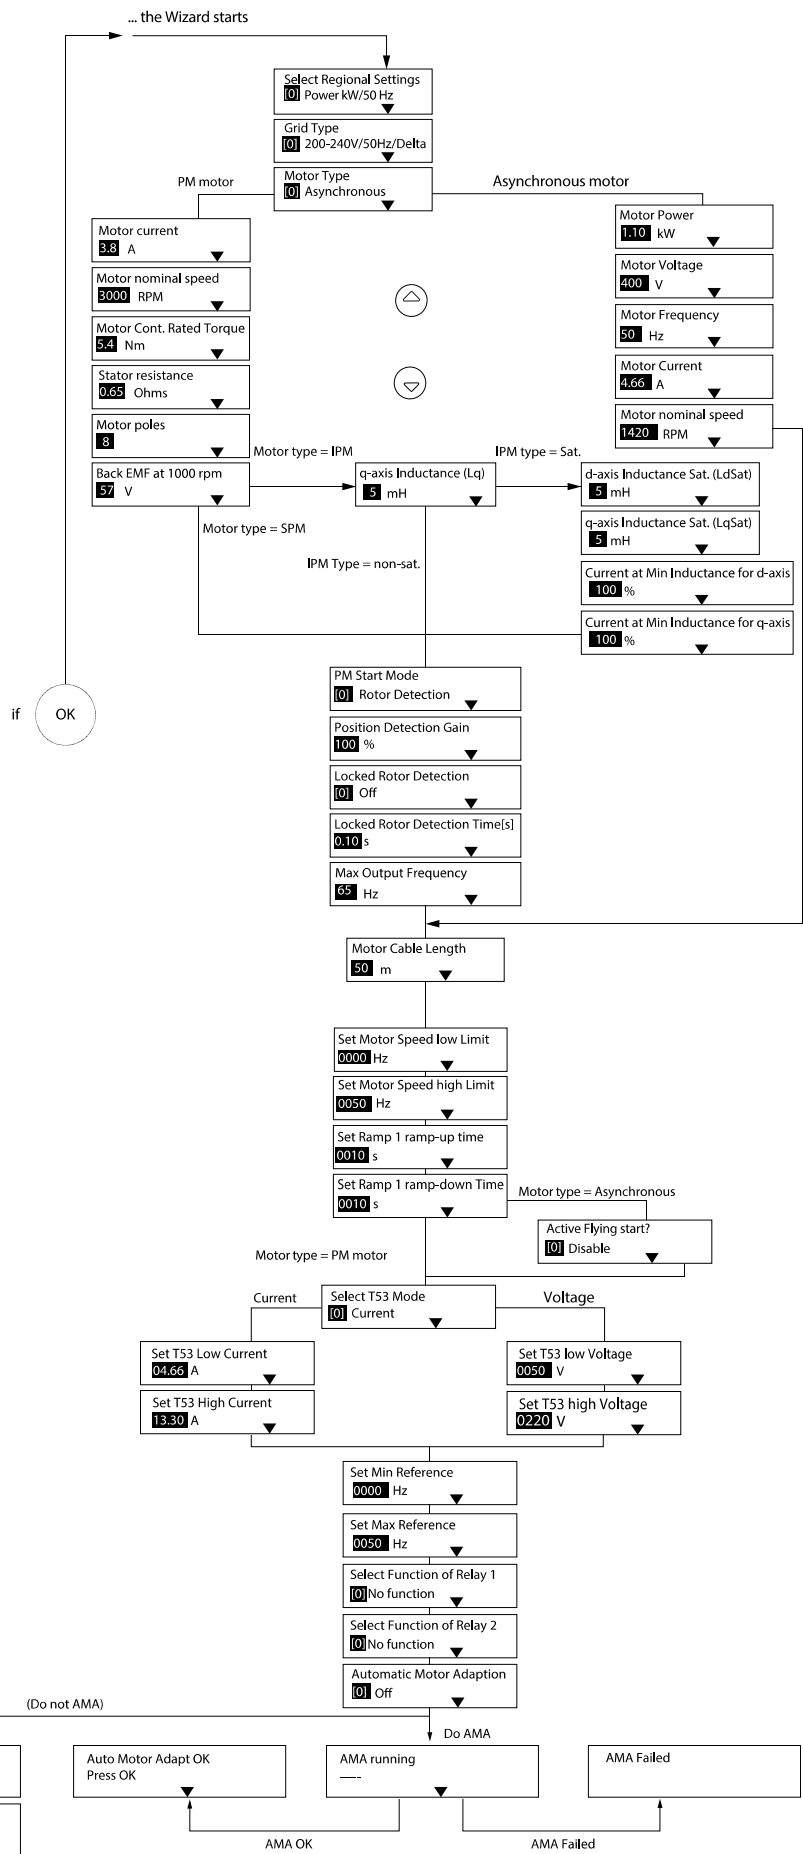 ... the Wizard starts
Select Regional Settings
[0] Power kW/50 Hz
Grid Type
[0] 200-240V/50Hz/Delta
Motor Type
[0] Asynchronous
PM motor
Asynchronous motor
Motor current
3.8 A
Motor nominal speed
3000 RPM
Motor Cont. Rated Torque
5.4 Nm
Stator resistance
0.65 Ohms
Motor poles
8
Back EMF at 1000 rpm
57 V
Motor Power
1.10 kW
Motor Voltage
400 V
Motor Frequency
50 Hz
Motor Current
4.66 A
Motor nominal speed
1420 RPM
Motor type = IPM
q-axis Inductance (Lq)
5 mH
IPM type = Sat.
d-axis Inductance Sat. (LdSat)
5 mH
q-axis Inductance Sat. (LqSat)
5 mH
Current at Min Inductance for d-axis
100 %
Current at Min Inductance for q-axis
100 %
Motor type = SPM
IPM Type = non-sat.
if
OK
PM Start Mode
[0] Rotor Detection
Position Detection Gain
100 %
Locked Rotor Detection
[0] Off
Locked Rotor Detection Time[s]
0.10 s
Max Output Frequency
65 Hz
Motor Cable Length
50 m
Set Motor Speed low Limit
0000 Hz
Set Motor Speed high Limit
0050 Hz
Set Ramp 1 ramp-up time
0010 s
Set Ramp 1 ramp-down Time
0010 s
Motor type = Asynchronous
Active Flying start?
[0] Disable
Motor type = PM motor
Select T53 Mode
[0] Current
Current
Voltage
Set T53 Low Current
04.66 A
Set T53 High Current
13.30 A
Set T53 low Voltage
0050 V
Set T53 high Voltage
0220 V
Set Min Reference
0000 Hz
Set Max Reference
0050 Hz
Select Function of Relay 1
[0] No function
Select Function of Relay 2
[0] No function
Automatic Motor Adaption
[0] Off
(Do not AMA)
Do AMA
Auto Motor Adapt OK
Press OK
AMA running
----
AMA Failed
AMA OK
AMA Failed